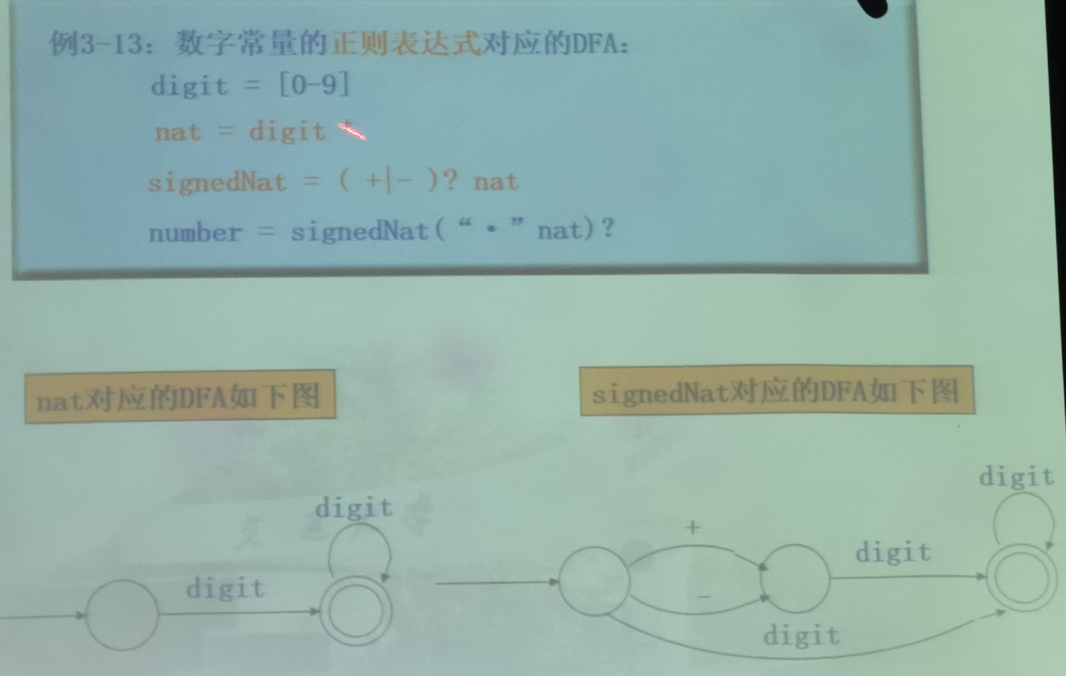 例3-13：数字常量的正则表达式对应的DFA：
digit = [0-9]
nat = digit
signedNat = ( +|- )? nat
number = signedNat(“·”nat)?
nat对应的DFA如下图
signedNat对应的DFA如下图
digit
digit
digit
+
digit
-
digit